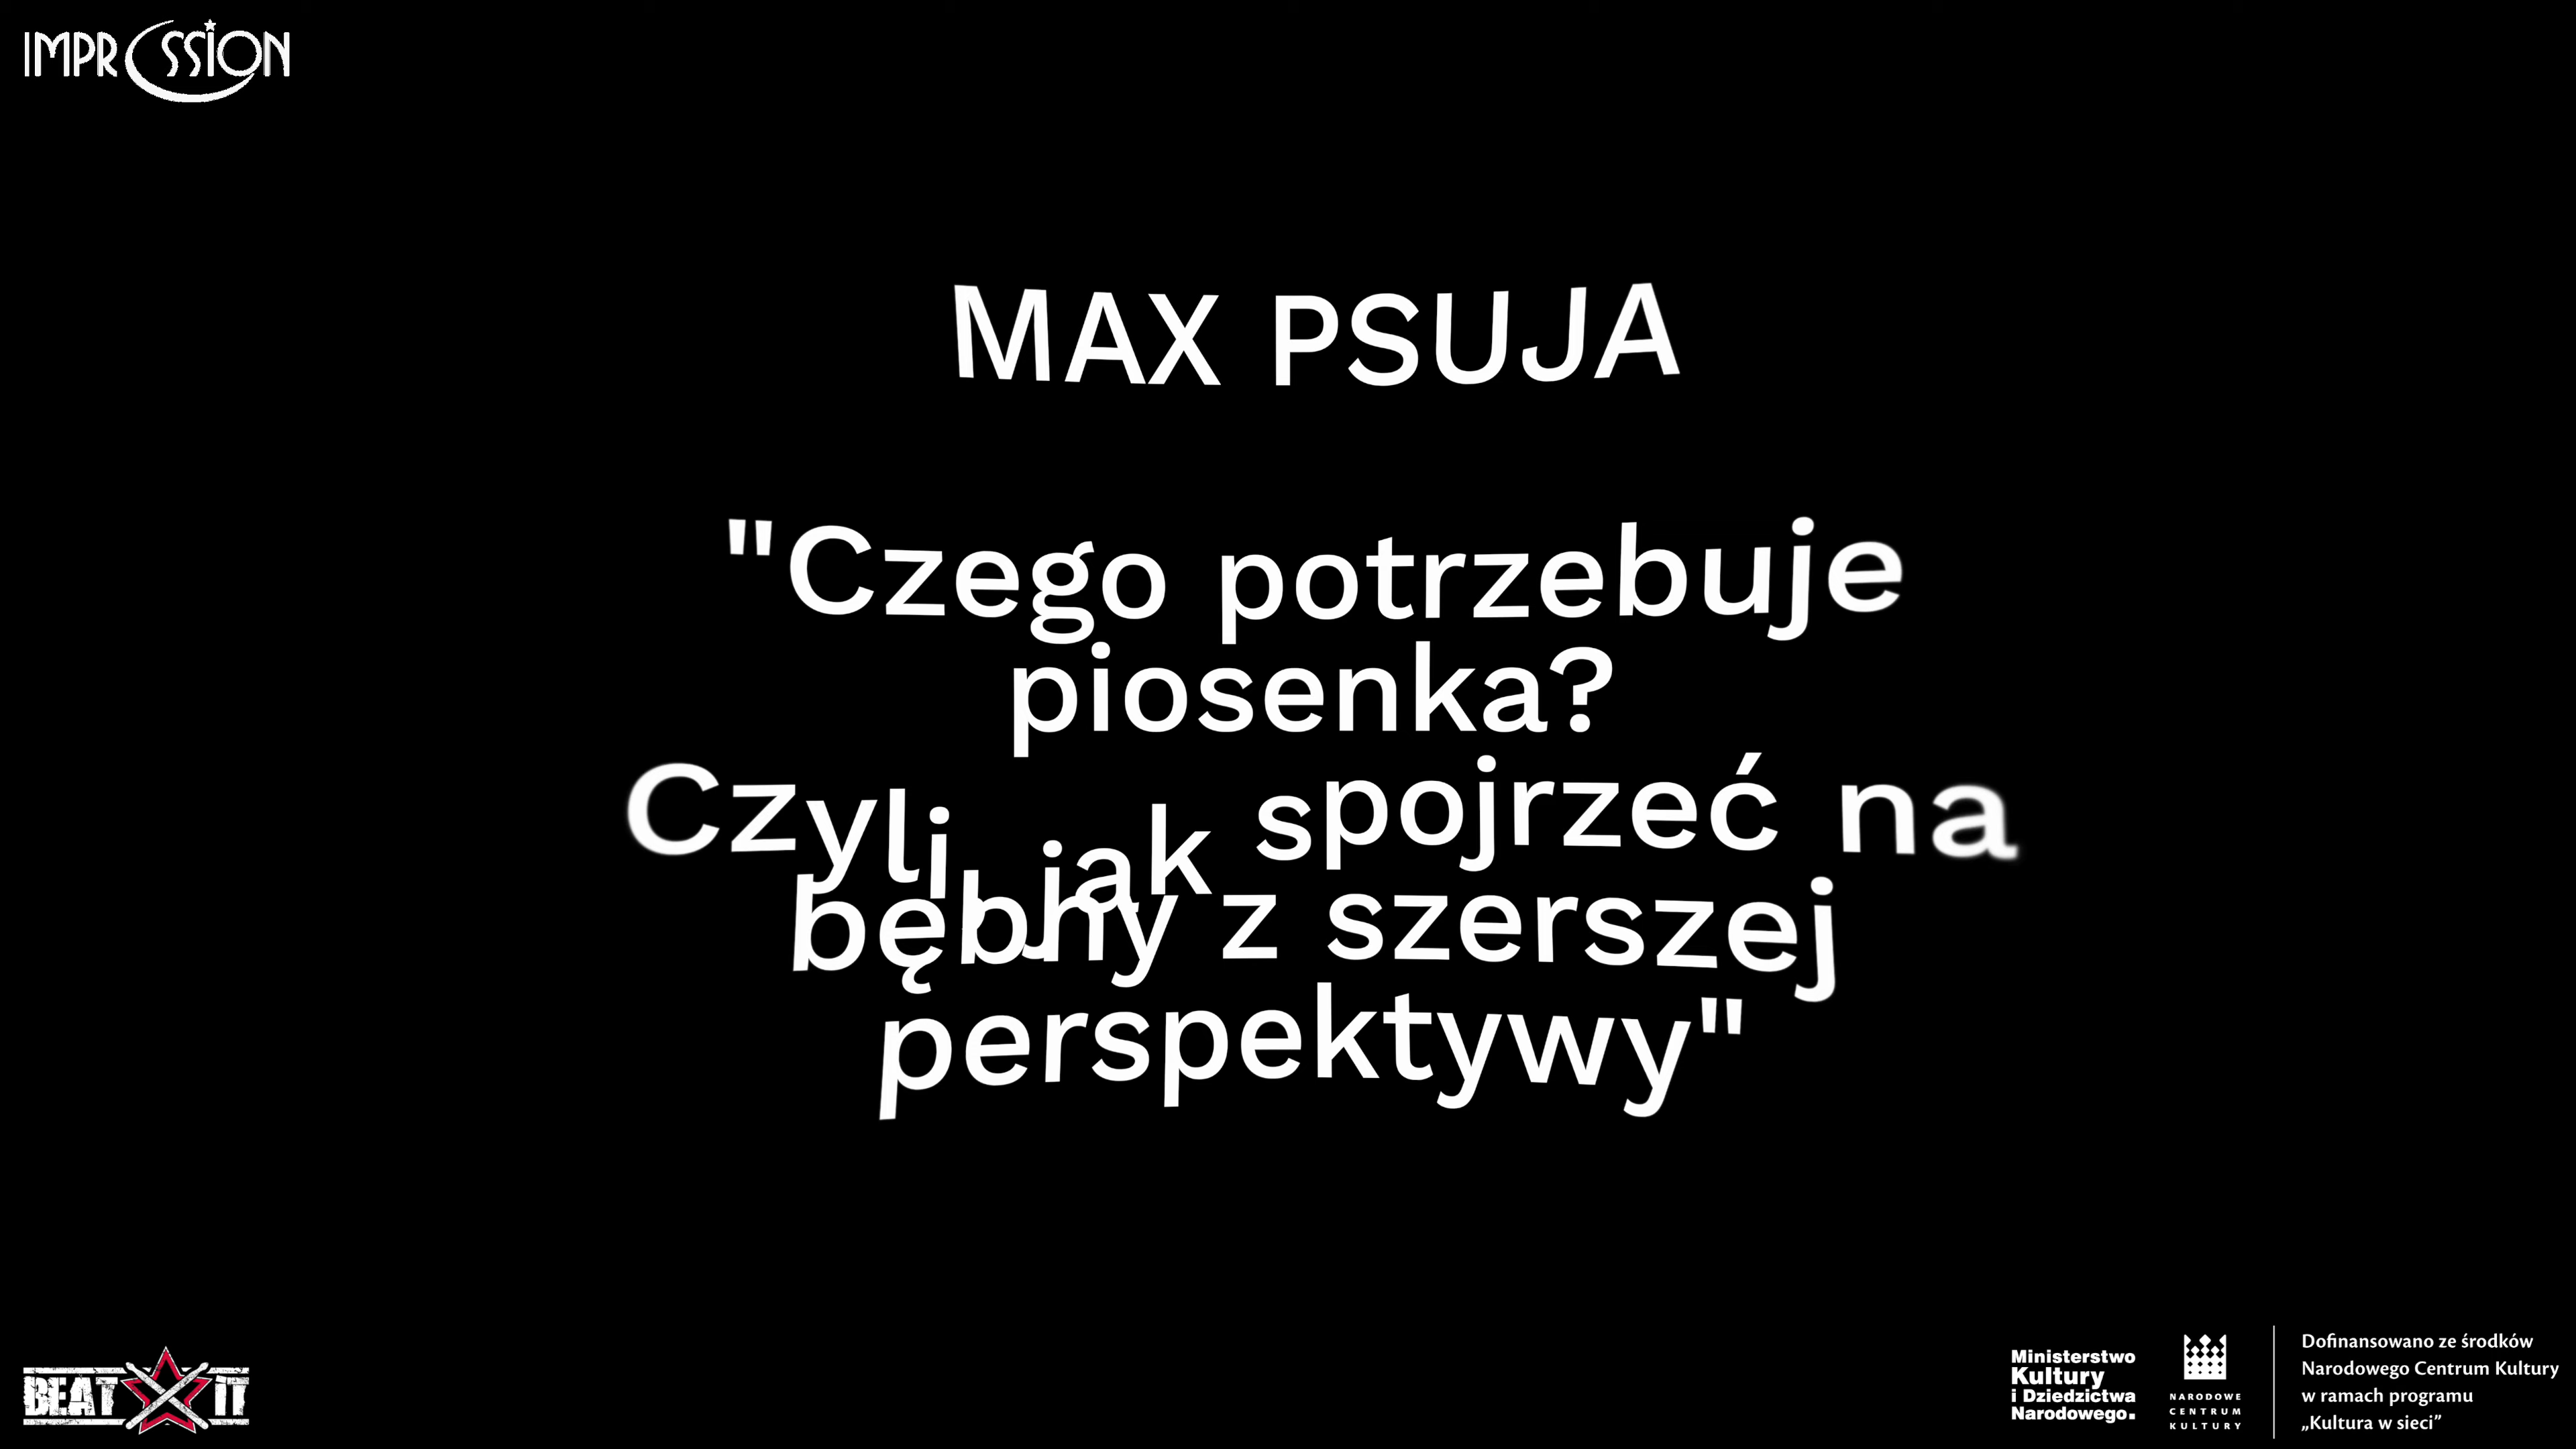 IMPRESSION
MAX PSUJA
"Czego potrzebuje
piosenka?
Czyli, jak spojrzeć na
bębny z szerszej
perspektywy"
BEAT IT
Ministerstwo
Kultury
i Dziedzictwa
Narodowego.
NARODOWE
CENTRUM
KULTURY
Dofinansowano ze środków
Narodowego Centrum Kultury
w ramach programu
„Kultura w sieci”